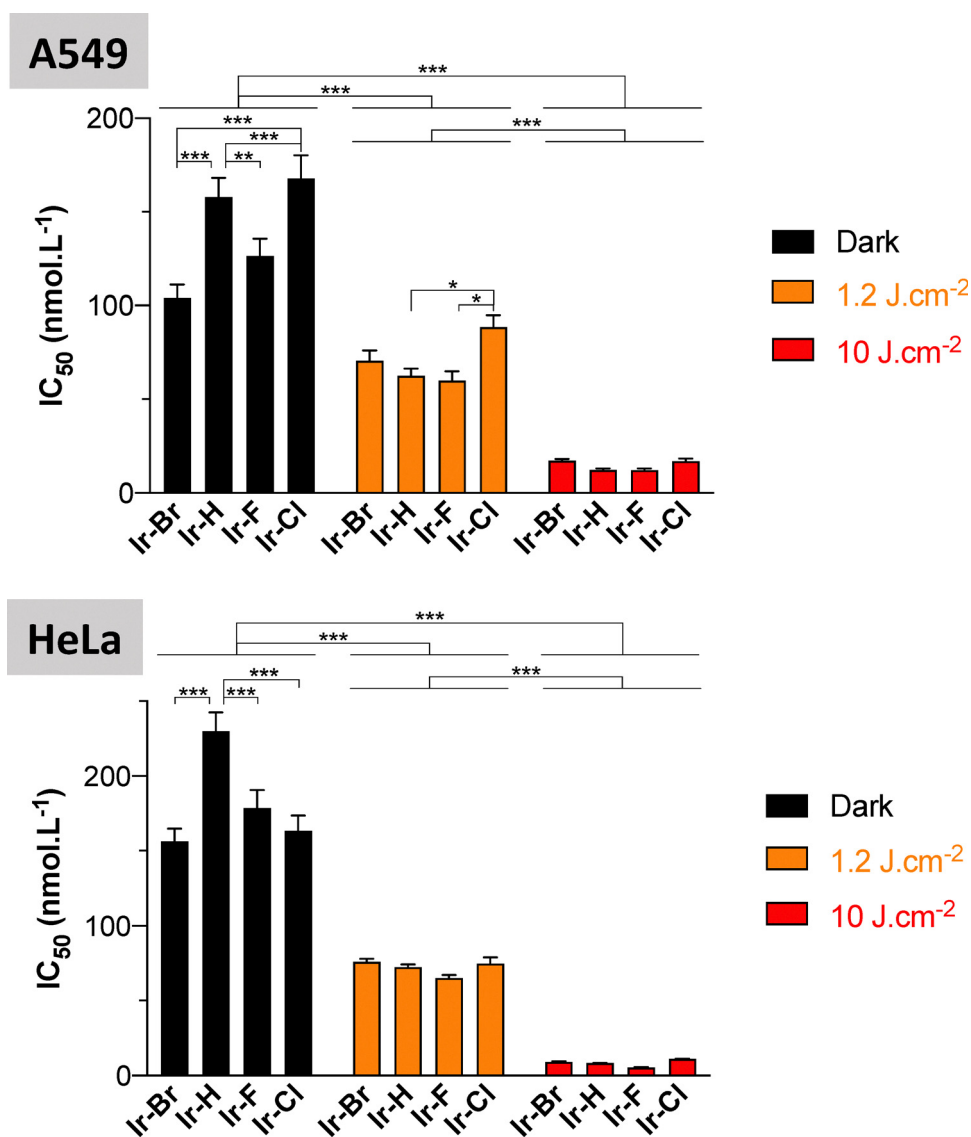 A549
***
***
***
***
***
***
**
200
100
0
IC50 (nmol.L-1)
*
*
Dark
1.2 J.cm-2
10 J.cm-2
Ir-Br
Ir-H
Ir-F
Ir-Cl
Ir-Br
Ir-H
Ir-F
Ir-Cl
Ir-Br
Ir-H
Ir-F
Ir-Cl
HeLa
***
***
***
***
***
***
200
100
0
IC50 (nmol.L-1)
Dark
1.2 J.cm-2
10 J.cm-2
Ir-Br
Ir-H
Ir-F
Ir-Cl
Ir-Br
Ir-H
Ir-F
Ir-Cl
Ir-Br
Ir-H
Ir-F
Ir-Cl